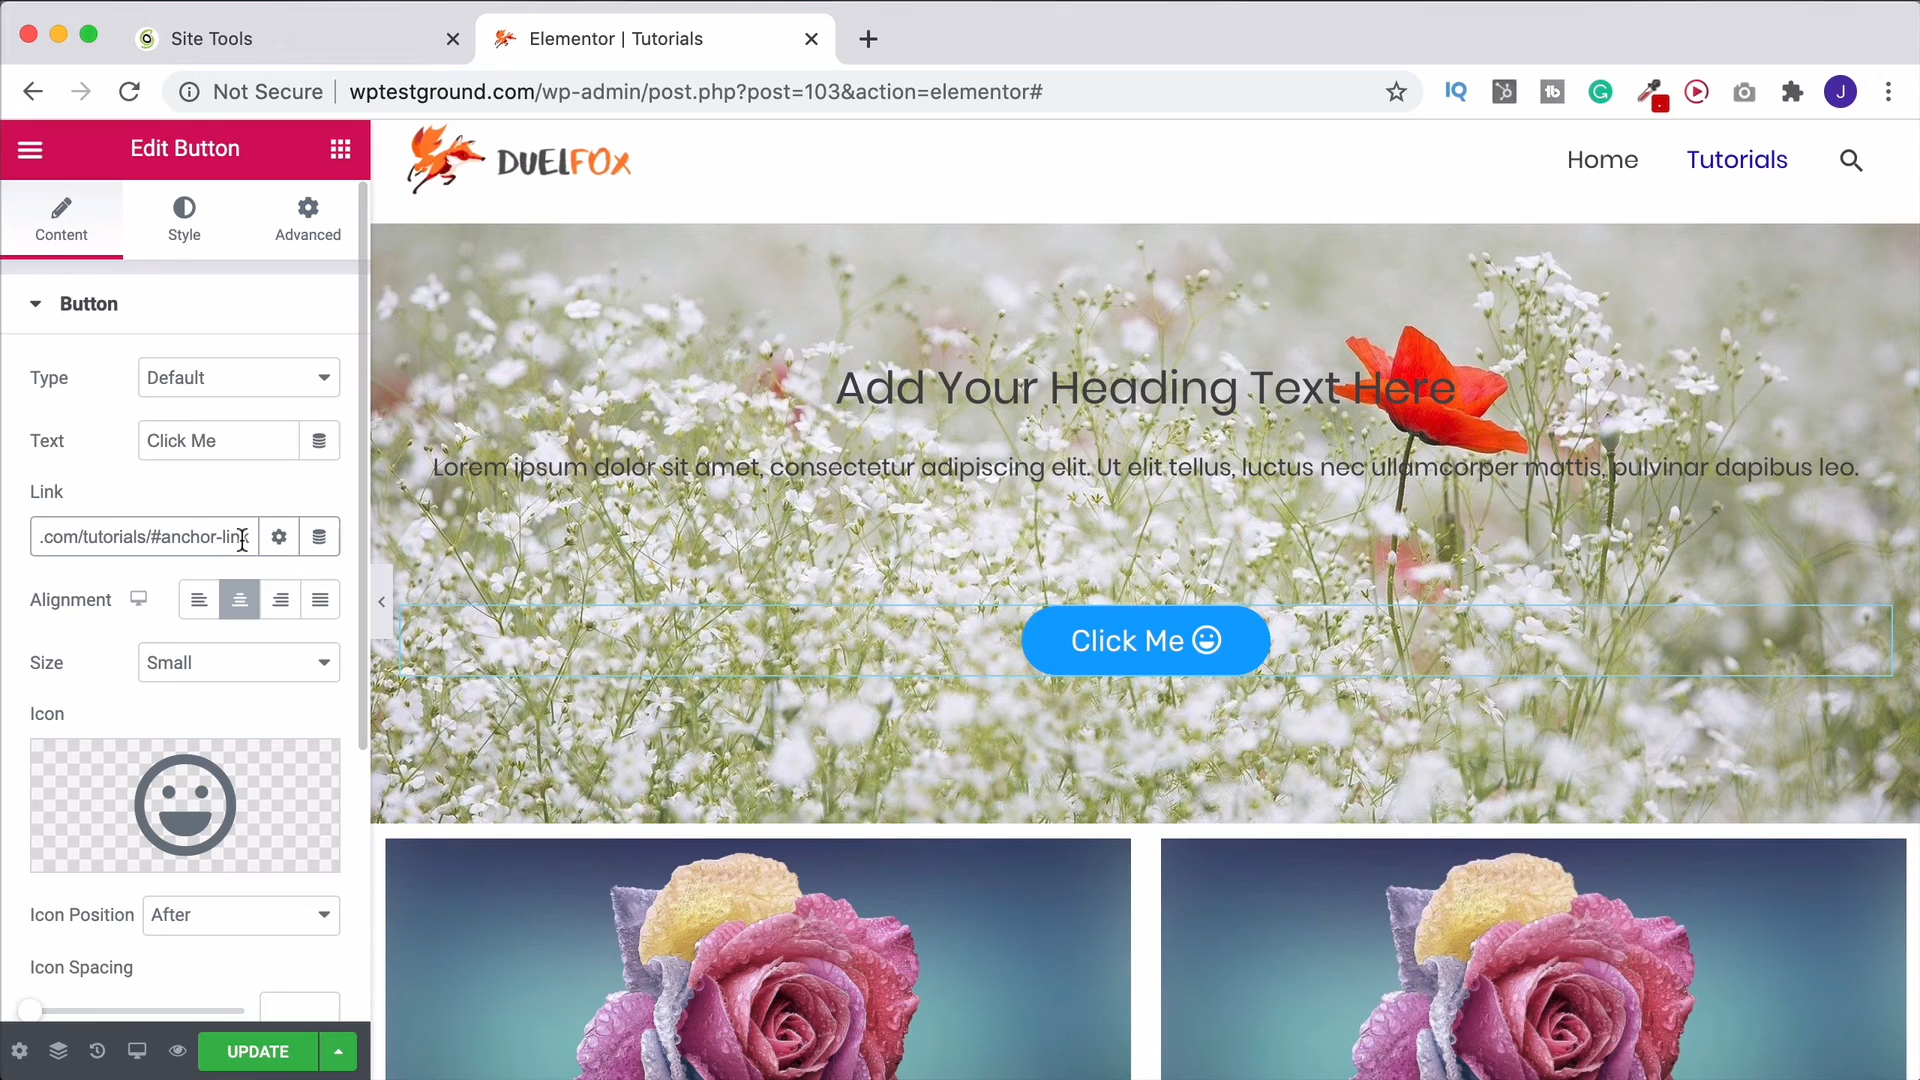 Site Tools
Elementor | Tutorials
Not Secure
wptestground.com/wp-admin/post.php?post=103&action=elementor#
IQ
tb
G
J
Edit Button
DUELFOX
Home
Tutorials
Content
Style
Advanced
Button
Type
Default
Add Your Heading Text Here
Text
Click Me
Lorem ipsum dolor sit amet, consectetur adipiscing elit. Ut elit tellus, luctus nec ullamcorper mattis, pulvinar dapibus leo.
Link
.com/tutorials/#anchor-link
Alignment
Click Me
Size
Small
Icon
Icon Position
After
Icon Spacing
UPDATE